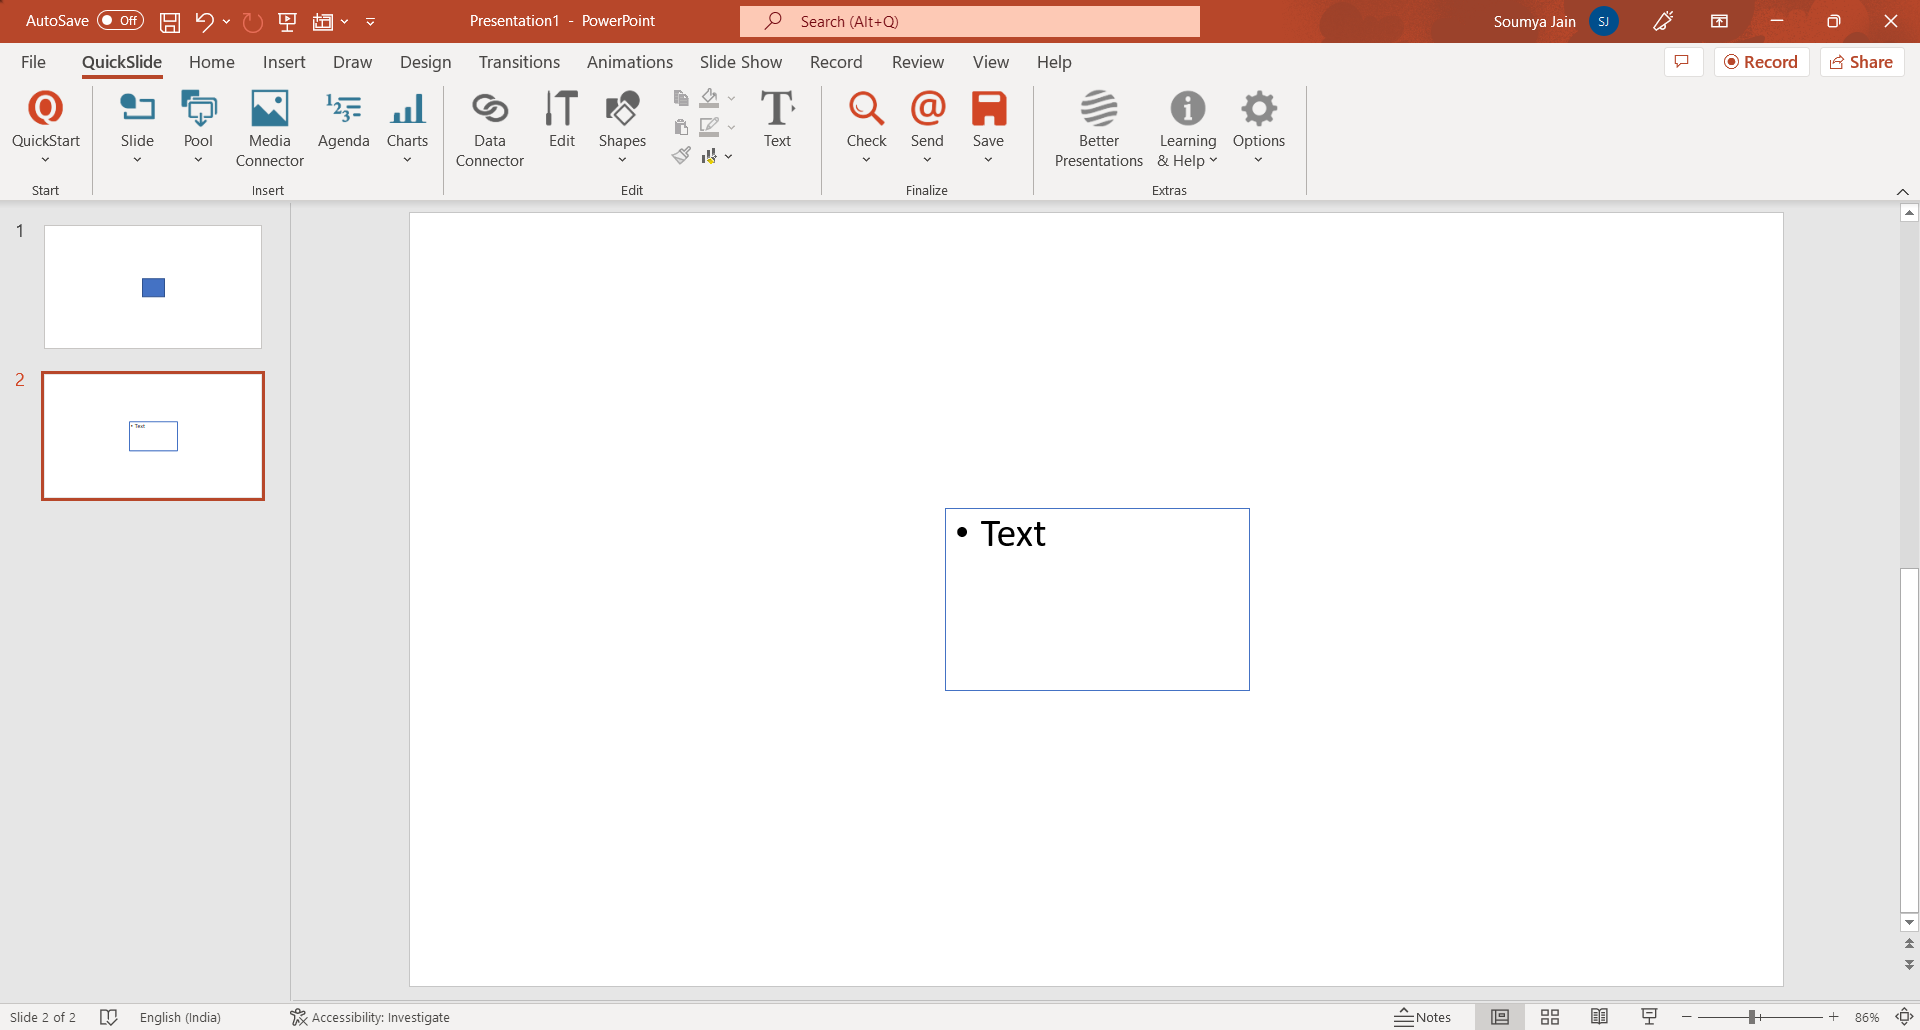 AutoSave Off Presentation1 - PowerPoint Search (Alt+Q) Soumya Jain SJ
File QuickSlide Home Insert Draw Design Transitions Animations Slide Show Record Review View Help Record Share
QuickStart Slide Pool Media Connector Agenda Charts Data Connector Edit Shapes Text Check Send Save Better Presentations Learning & Help Options
Start Insert Edit Finalize Extras
1
2
• Text
• Text
Slide 2 of 2 English (India) Accessibility: Investigate Notes 86%